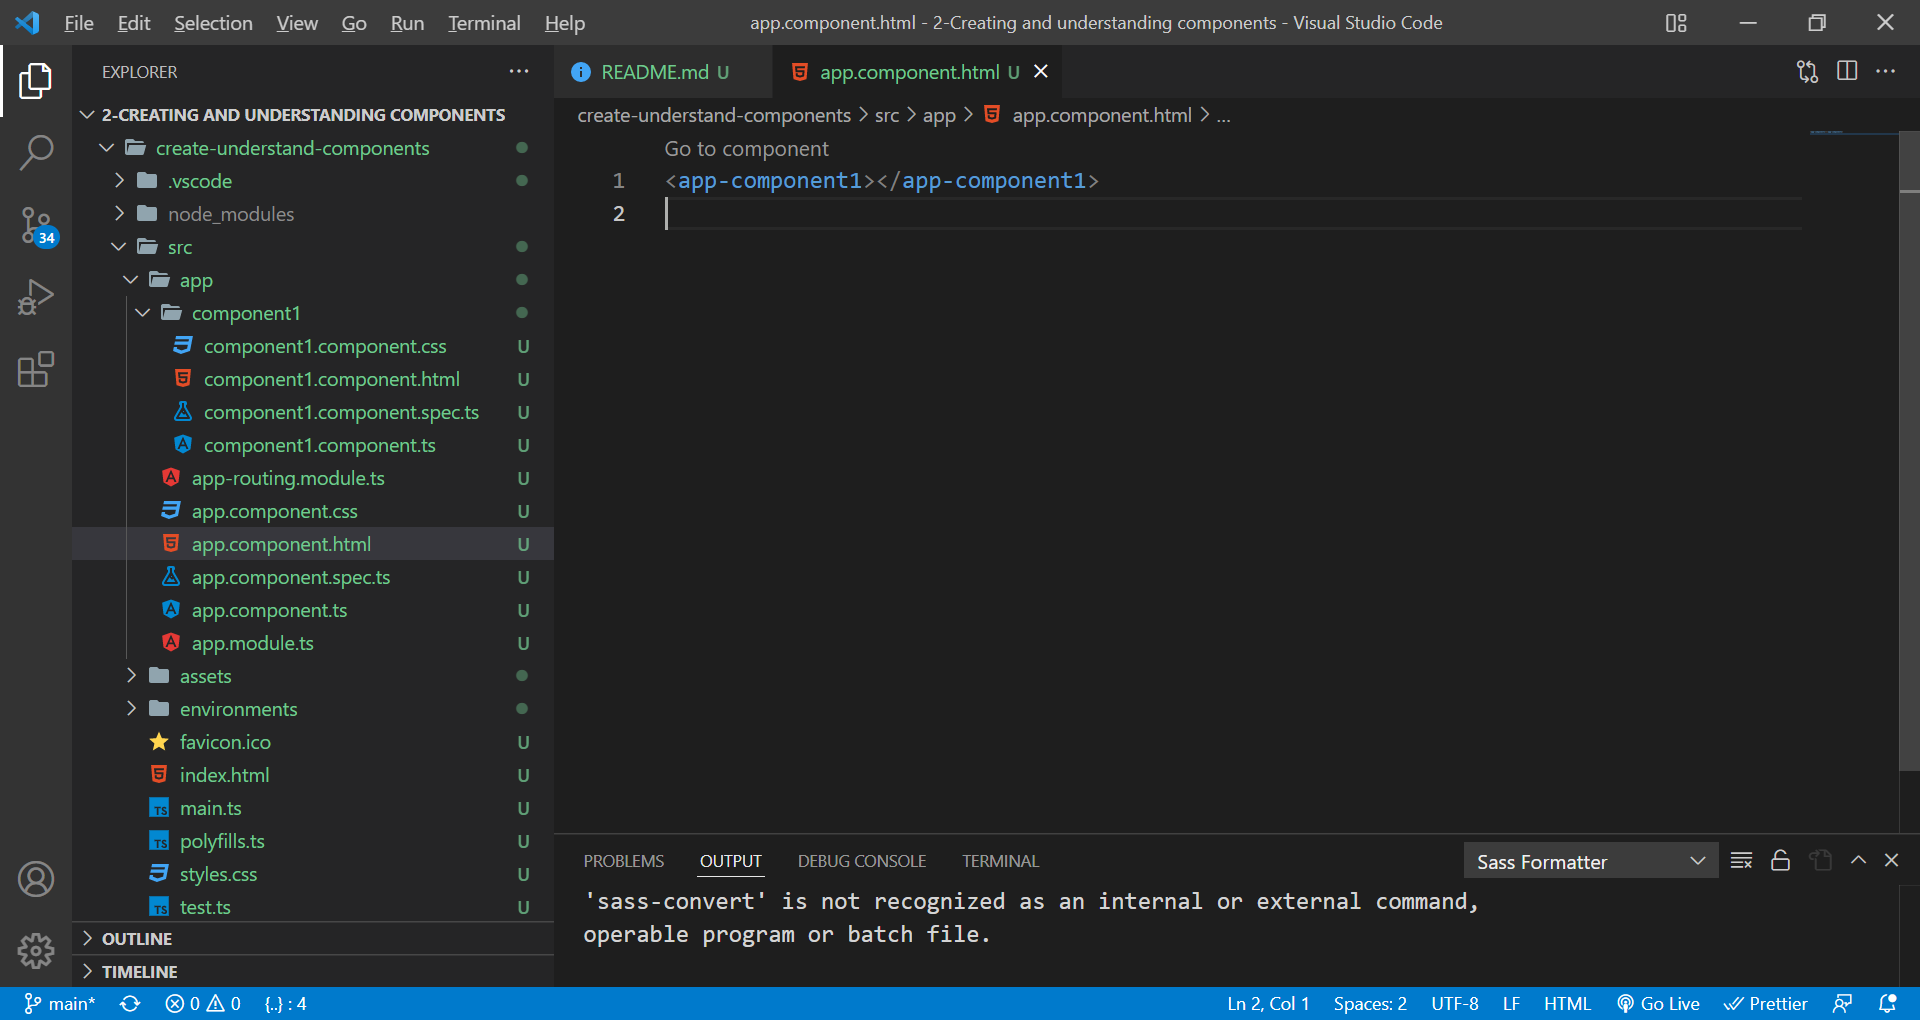 File Edit Selection View Go Run Terminal Help
app.component.html - 2-Creating and understanding components - Visual Studio Code
EXPLORER
2-CREATING AND UNDERSTANDING COMPONENTS
create-understand-components
.vscode
node_modules
src
app
component1
component1.component.css U
component1.component.html U
component1.component.spec.ts U
component1.component.ts U
app-routing.module.ts U
app.component.css U
app.component.html U
app.component.spec.ts U
app.component.ts U
app.module.ts U
assets
environments
favicon.ico U
index.html U
main.ts U
polyfills.ts U
styles.css U
test.ts U
OUTLINE
TIMELINE
34
README.md U
app.component.html U
create-understand-components > src > app > app.component.html > ...
Go to component
1 <app-component1></app-component1>
2
PROBLEMS OUTPUT DEBUG CONSOLE TERMINAL
Sass Formatter
'sass-convert' is not recognized as an internal or external command,
operable program or batch file.
main* 0 0 {..} : 4
Ln 2, Col 1 Spaces: 2 UTF-8 LF HTML Go Live Prettier